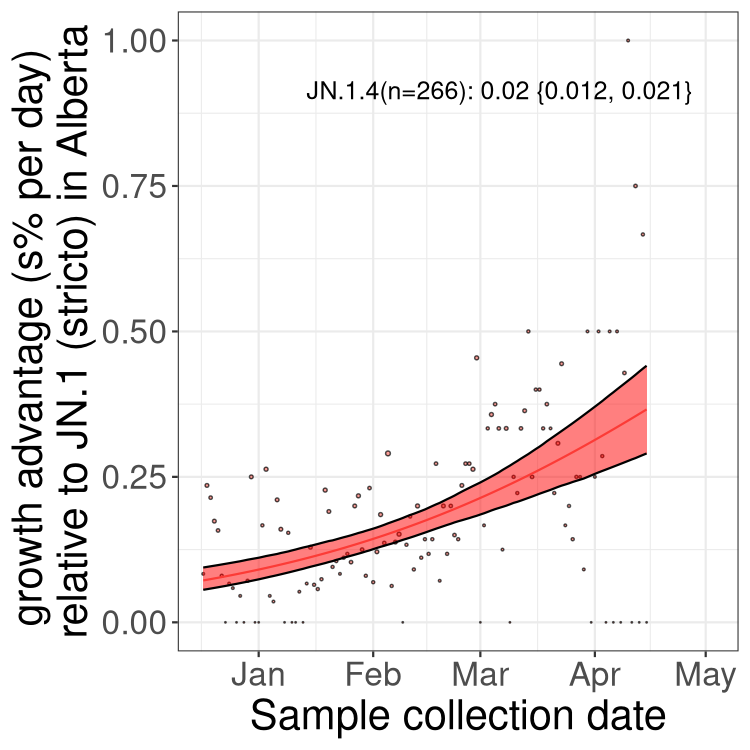 growth advantage (s% per day)
relative to JN.1 (stricto) in Alberta
1.00
0.75
0.50
0.25
0.00
JN.1.4(n=266): 0.02 {0.012, 0.021}
Jan Feb Mar Apr May
Sample collection date